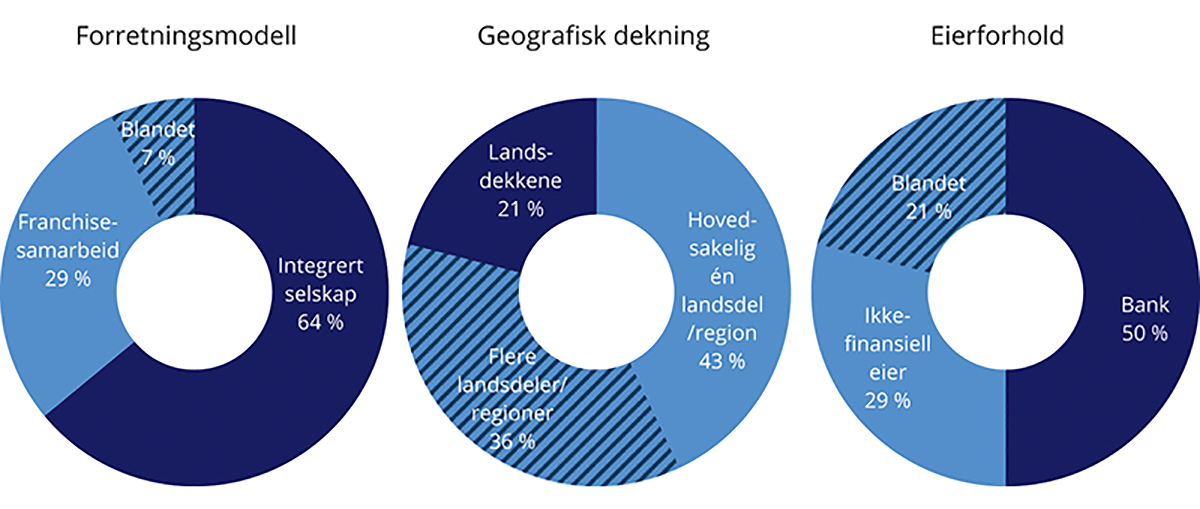 Forretningsmodell
Blandet
7 %
Franchise-
samarbeid
29 %
Integrert
selskap
64 %
Geografisk dekning
Lands-
dekkene
21 %
Hoved-
sakelig
én
landsdel
/region
43 %
Flere
landsdeler/
regioner
36 %
Eierforhold
Blandet
21 %
Ikke-
finansiell
eier
29 %
Bank
50 %